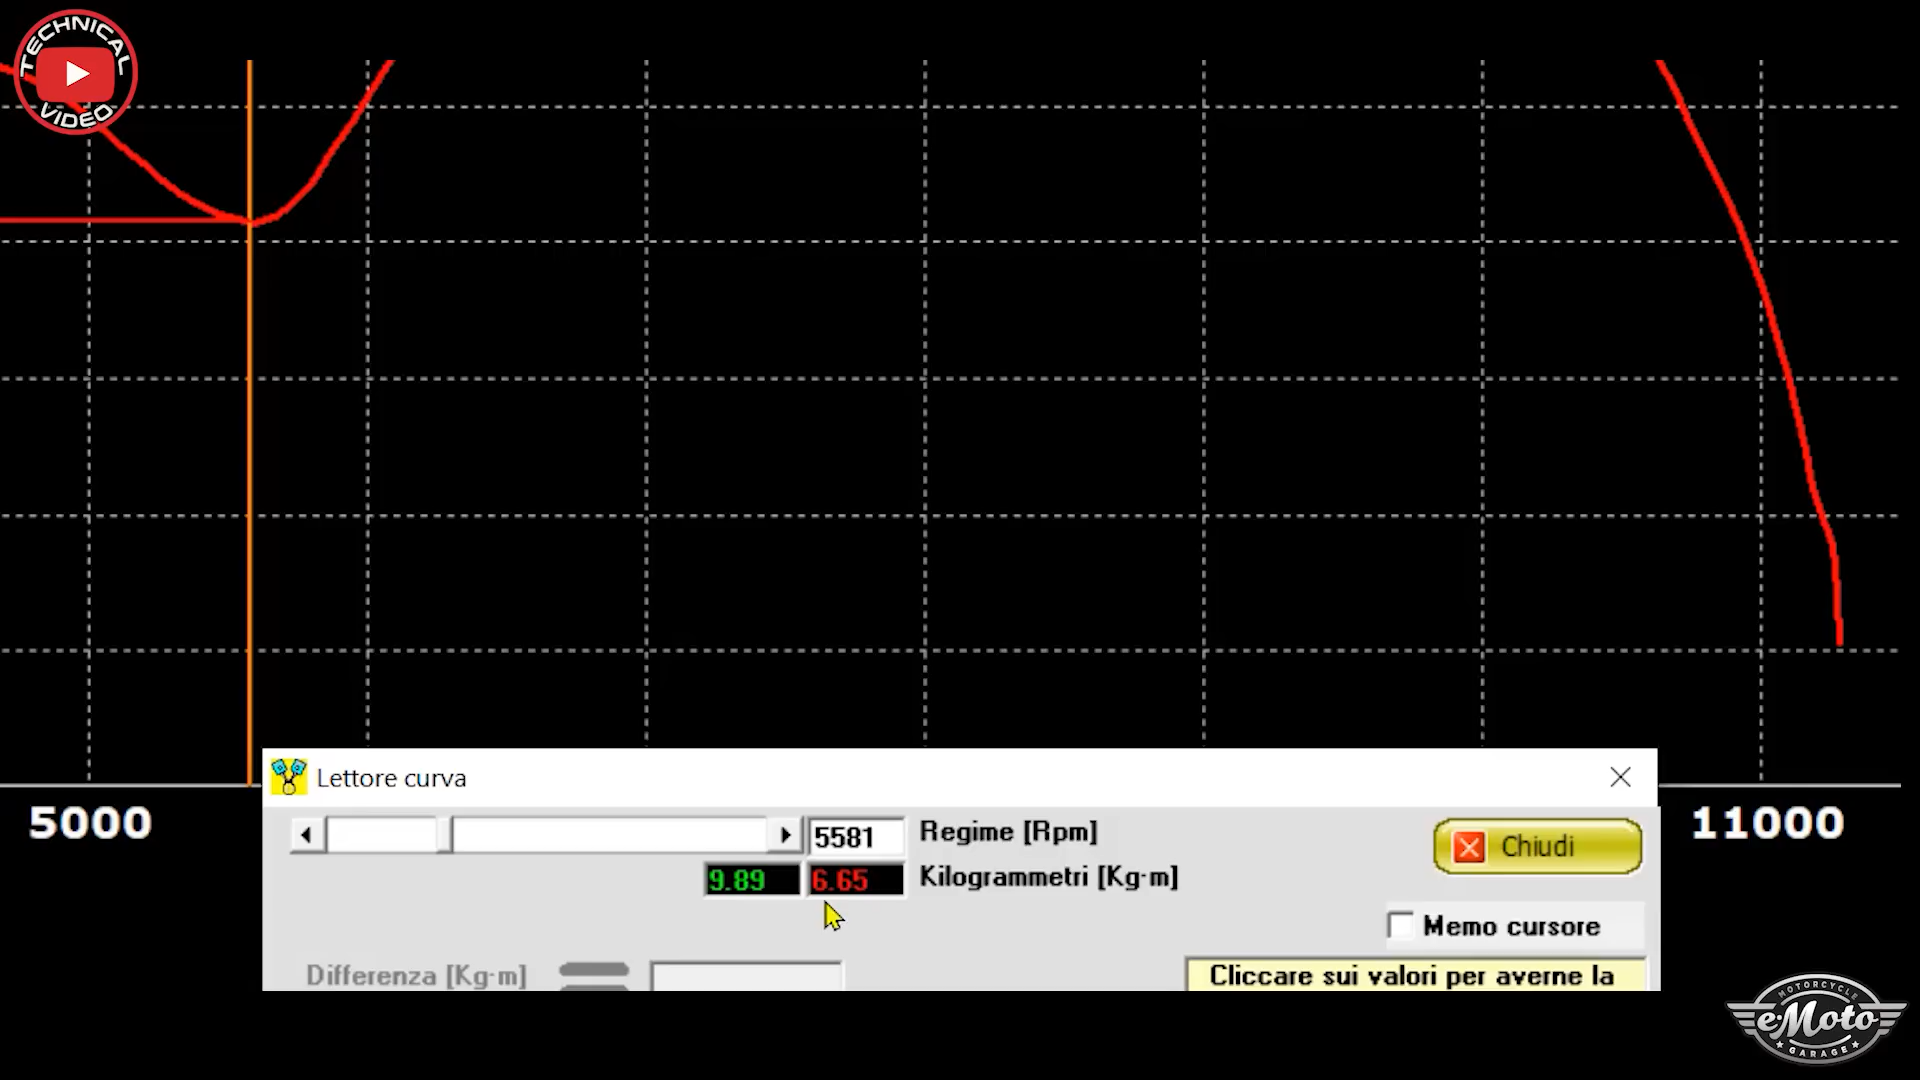 TECHNICAL
VIDEO
Lettore curva
5000
5581
Regime [Rpm]
Chiudi
11000
9.89
6.65
Kilogrammetri [Kg·m]
Memo cursore
Differenza [Kg·m]
Cliccare sui valori per averne la
MOTORCYCLE
eMoto
GARAGE